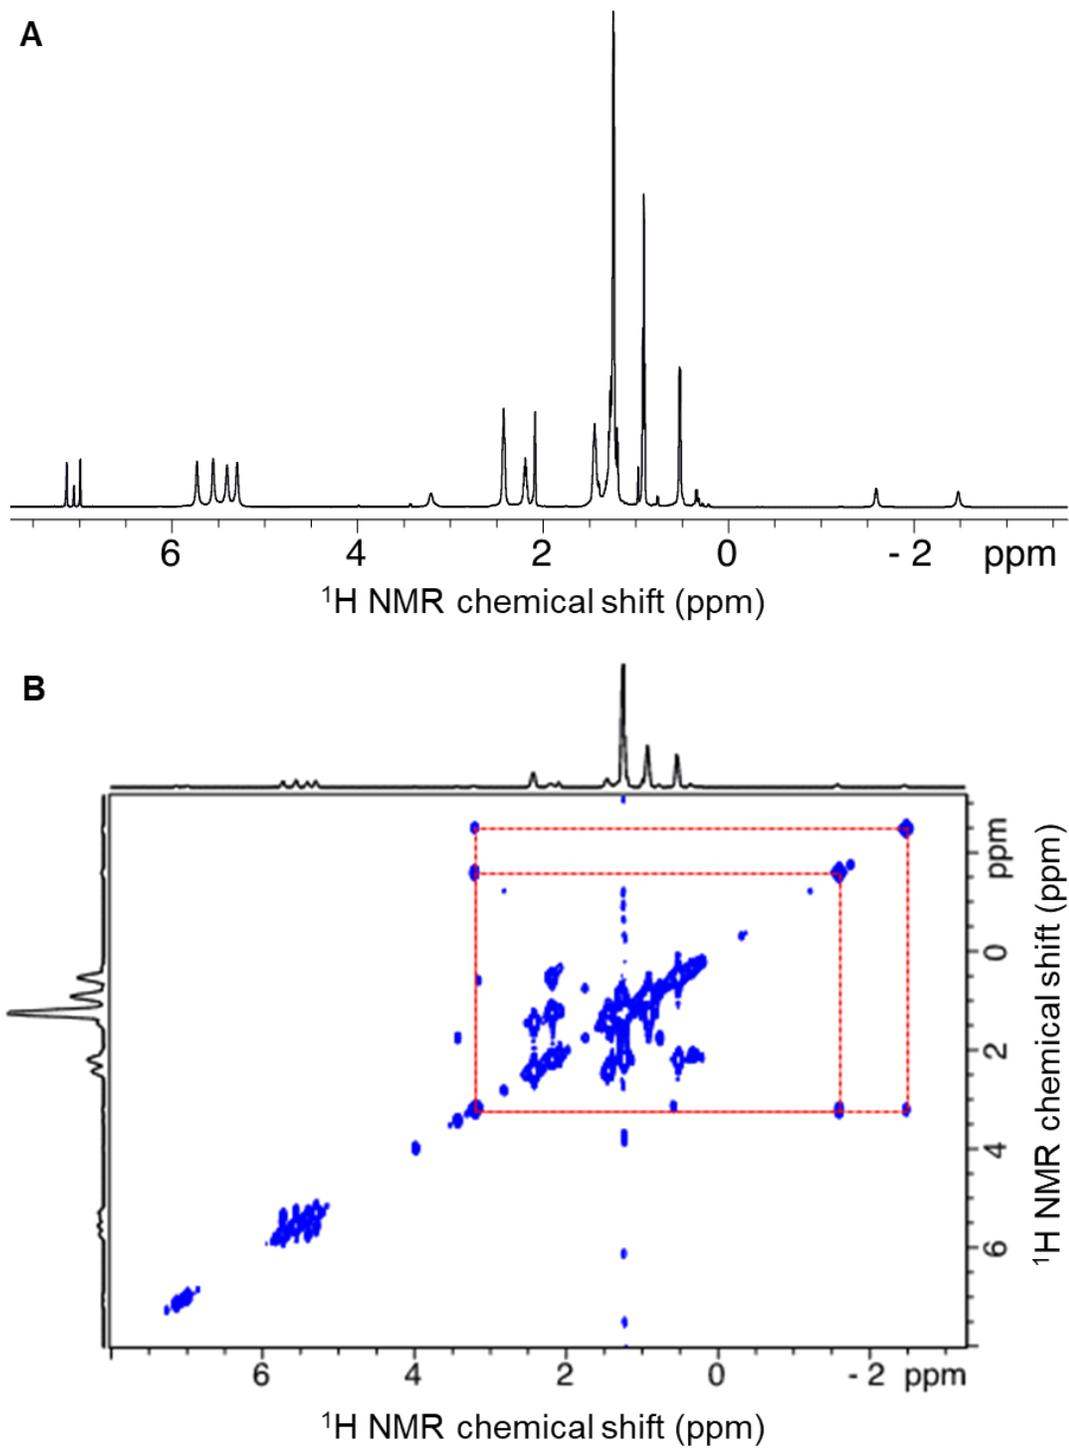 A
6 4 2 0 - 2 ppm
¹H NMR chemical shift (ppm)
B
ppm
0
2
4
6
¹H NMR chemical shift (ppm)
6 4 2 0 - 2 ppm
¹H NMR chemical shift (ppm)